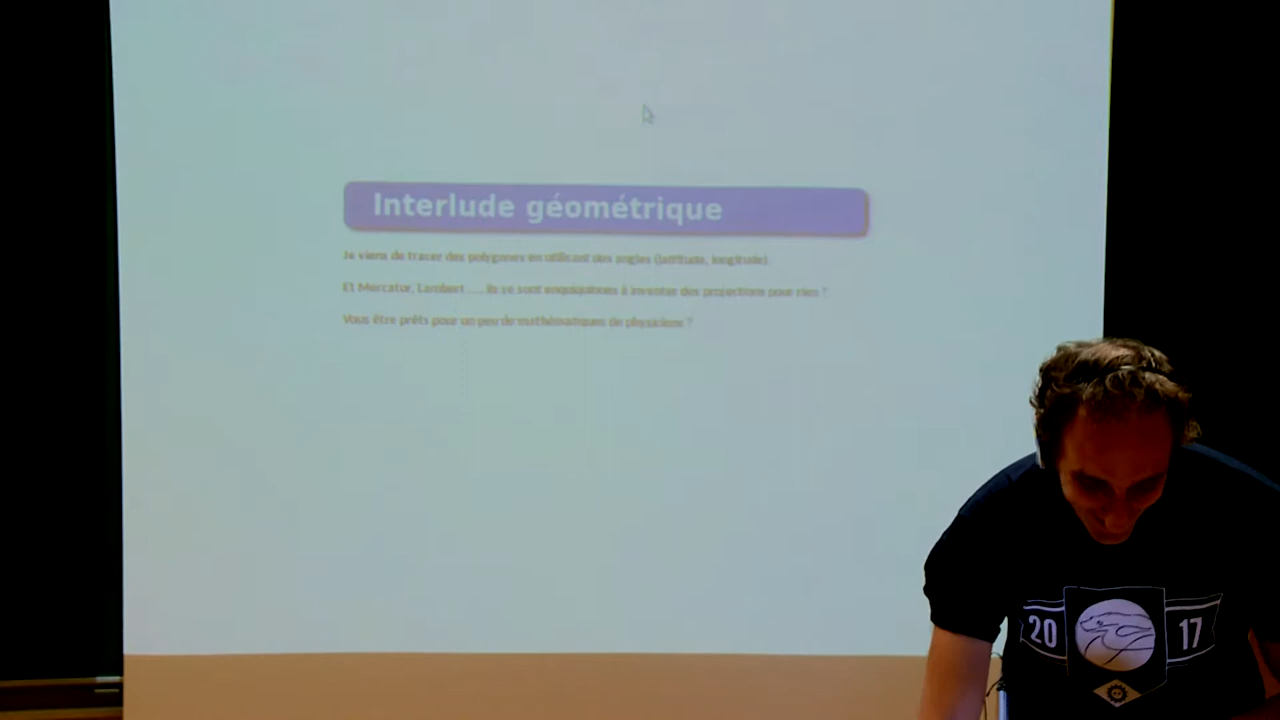 Interlude géométrique
Je viens de tracer des polygones en utilisant des angles (latitude, longitude)
Et Mercator, Lambert .... ils se sont enquiquinés à inventer des projections pour rien ?
Vous être prêts pour un peu de mathématiques de physiciens ?
20 17